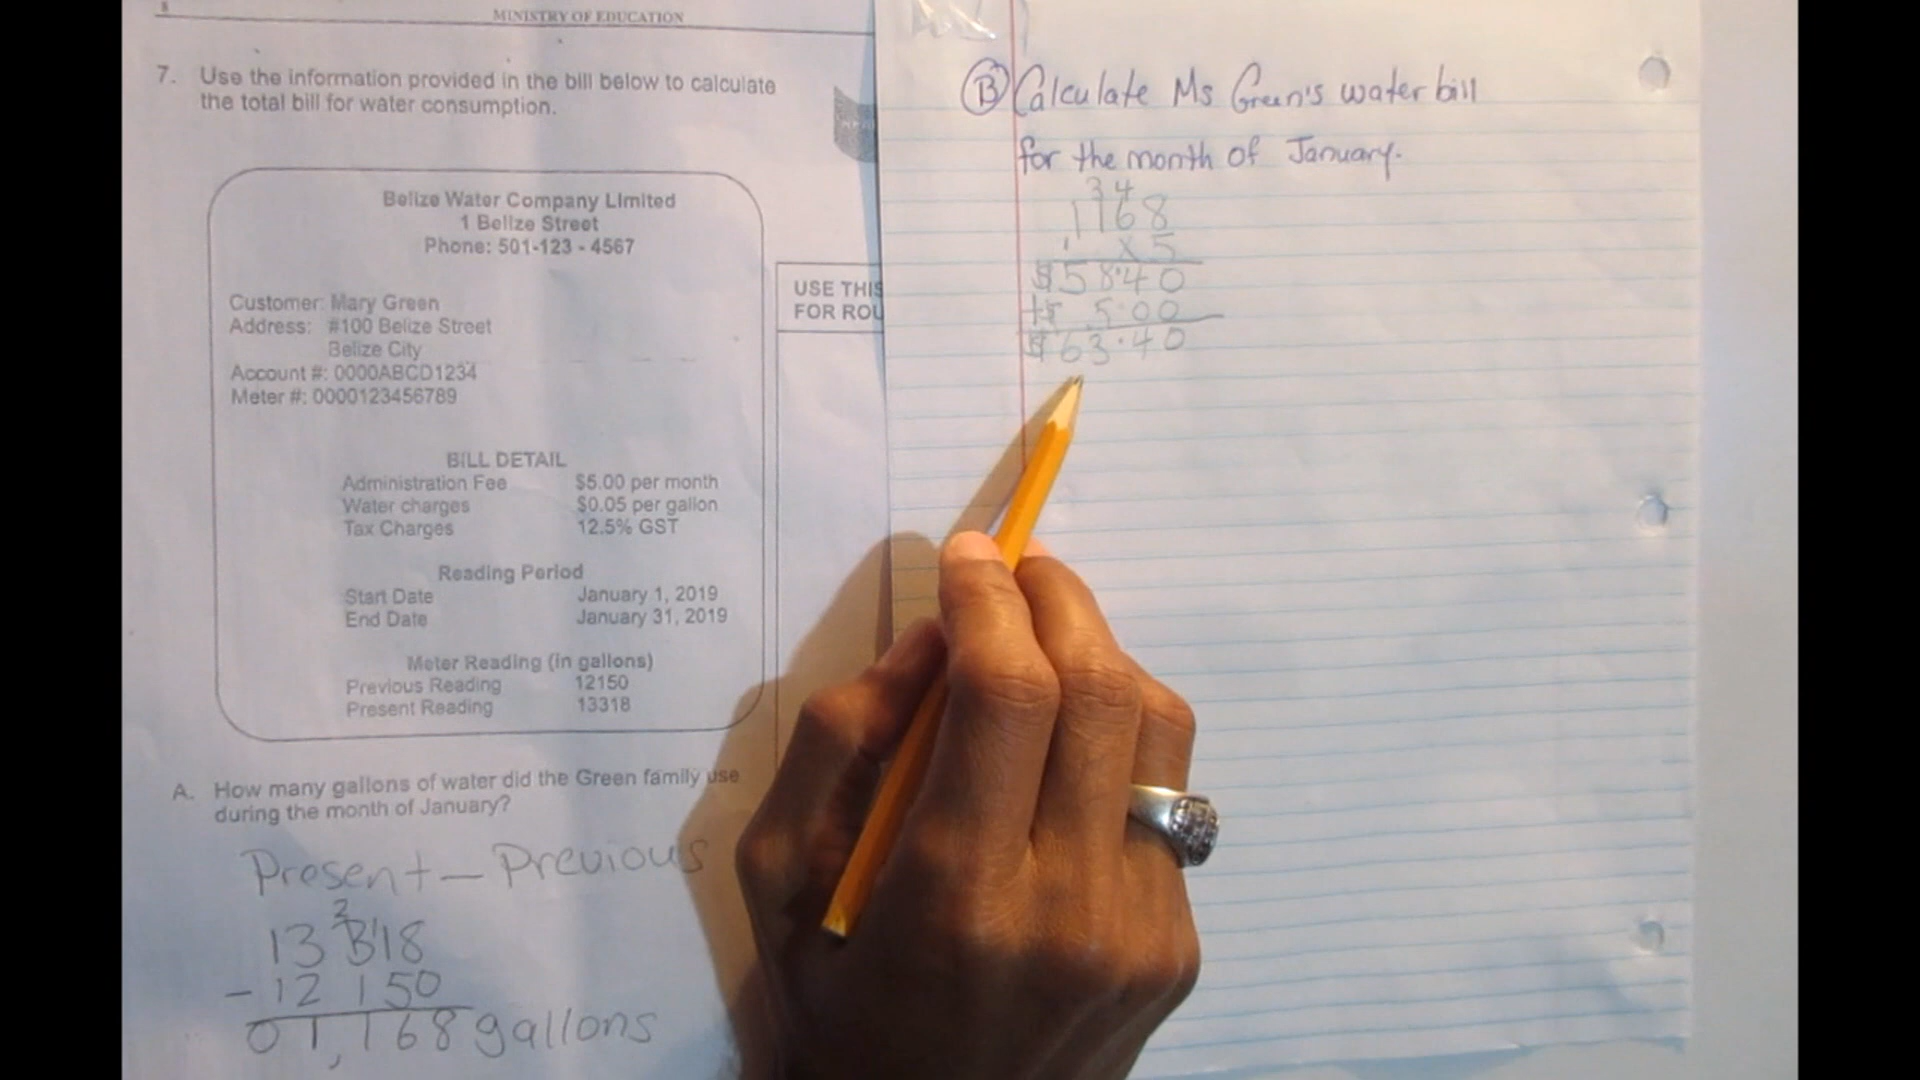 8
MINISTRY OF EDUCATION
7. Use the information provided in the bill below to calculate
the total bill for water consumption.
Belize Water Company Limited
1 Belize Street
Phone: 501-123 - 4567
Customer: Mary Green
Address: #100 Belize Street
Belize City
Account #: 0000ABCD1234
Meter #: 0000123456789
BILL DETAIL
Administration Fee $5.00 per month
Water charges $0.05 per gallon
Tax Charges 12.5% GST
Reading Period
Start Date January 1, 2019
End Date January 31, 2019
Meter Reading (in gallons)
Previous Reading 12150
Present Reading 13318
A. How many gallons of water did the Green family use
during the month of January?
Present - Previous
2
13 3118
- 12 150
01,168 gallons
USE THIS
FOR ROU
B Calculate Ms Green's water bill
for the month of January.
34
1168
x 5
$58.40
+$ 5.00
$63.40